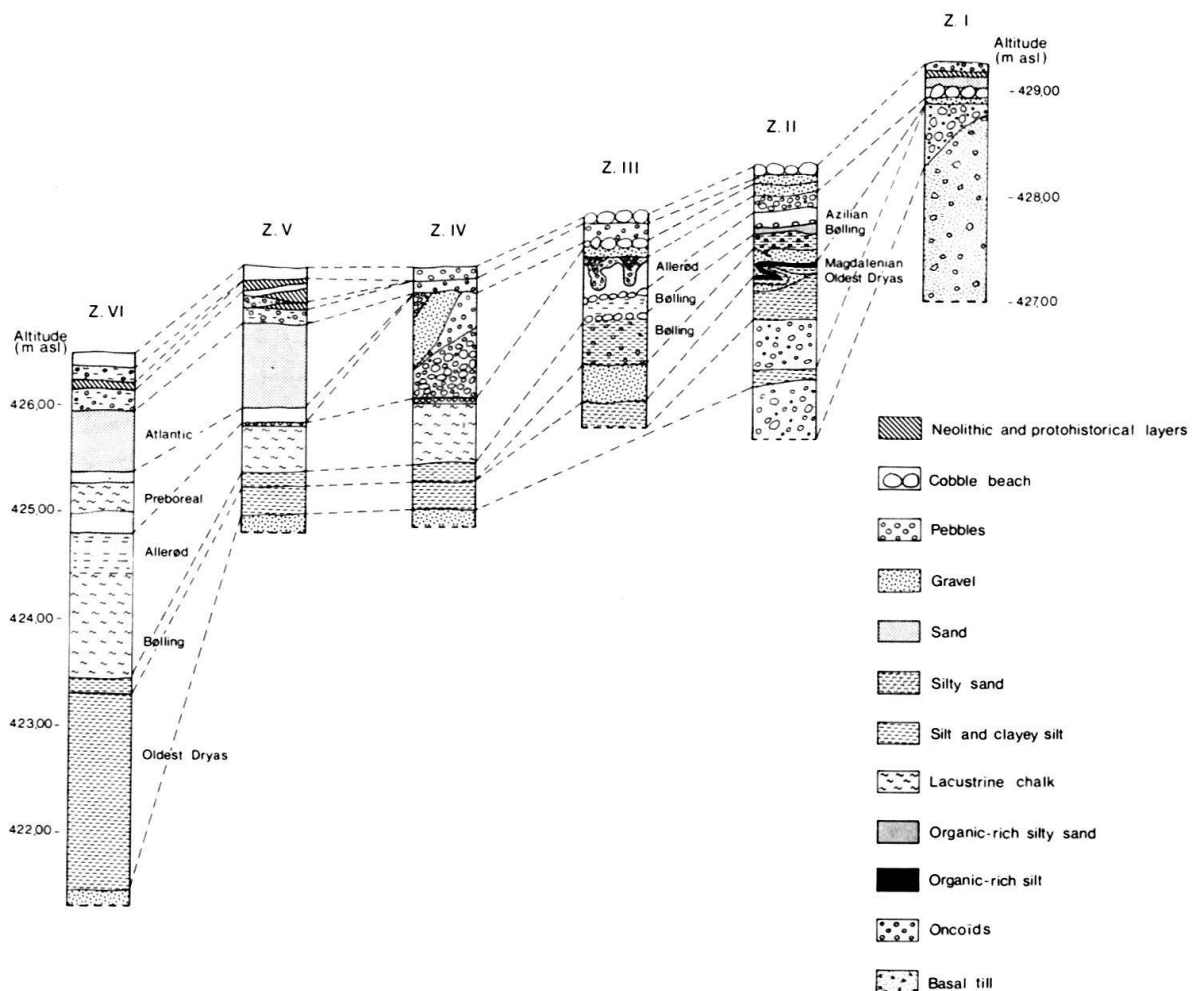 Z. I
Altitude
(m asl)
- 429,00
Z. II
- 428,00
Z. III
Azilian
Bølling
Z. V
Z. IV
Allerød
Magdalenian
Oldest Dryas
Z. VI
Bølling
- 427,00
Altitude
(m asl)
Bølling
426,00 -
Atlantic
Neolithic and protohistorical layers
Cobble beach
Preboreal
425,00 -
Pebbles
Allerød
Gravel
424,00 -
Sand
Bølling
Silty sand
423,00 -
Silt and clayey silt
Oldest Dryas
Lacustrine chalk
422,00 -
Organic-rich silty sand
Organic-rich silt
Oncoïds
Basal till